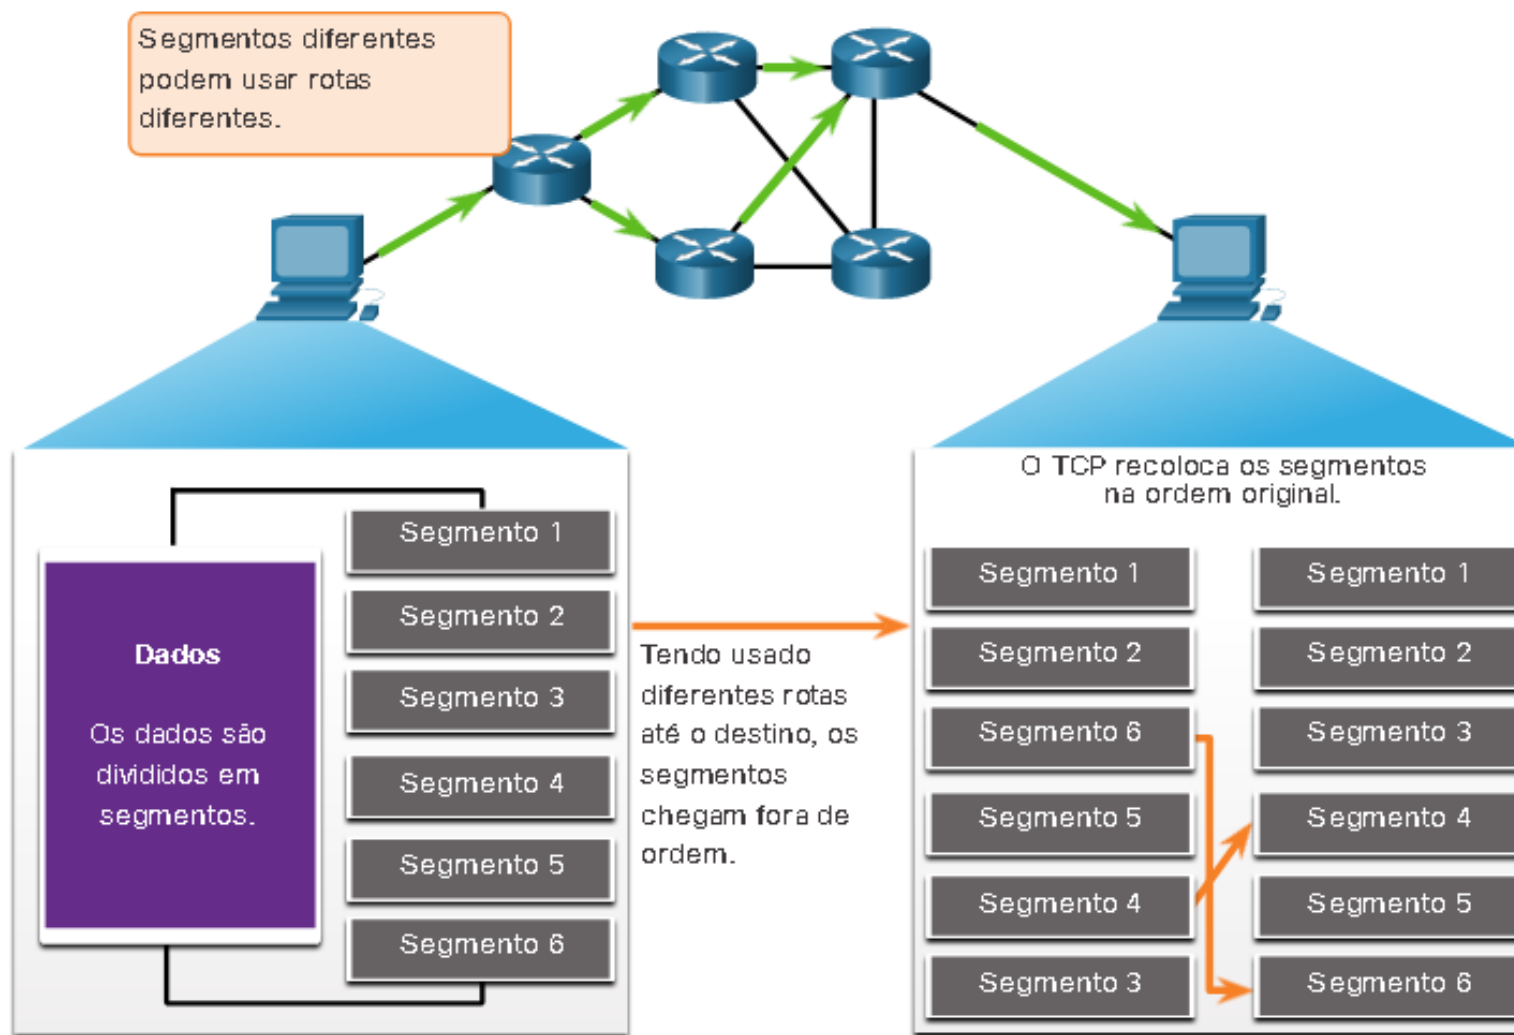 Segmentos diferentes
podem usar rotas
diferentes.
Dados
Os dados são
divididos em
segmentos.
Segmento 1
Segmento 2
Segmento 3
Segmento 4
Segmento 5
Segmento 6
Tendo usado
diferentes rotas
até o destino, os
segmentos
chegam fora de
ordem.
O TCP recoloca os segmentos
na ordem original.
Segmento 1
Segmento 2
Segmento 6
Segmento 5
Segmento 4
Segmento 3
Segmento 1
Segmento 2
Segmento 3
Segmento 4
Segmento 5
Segmento 6